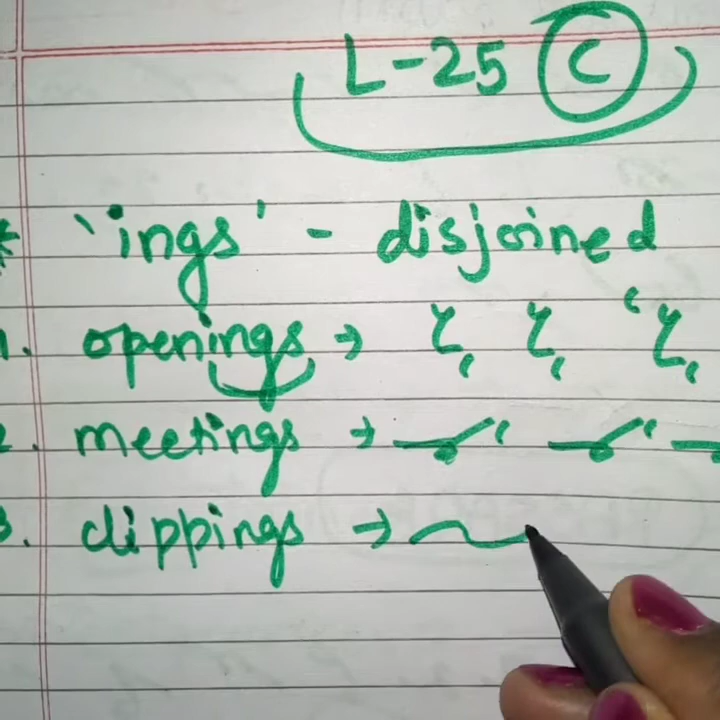 L-25 C
* 'ings' - disjoined
1. openings →
2. meetings →
3. clippings →